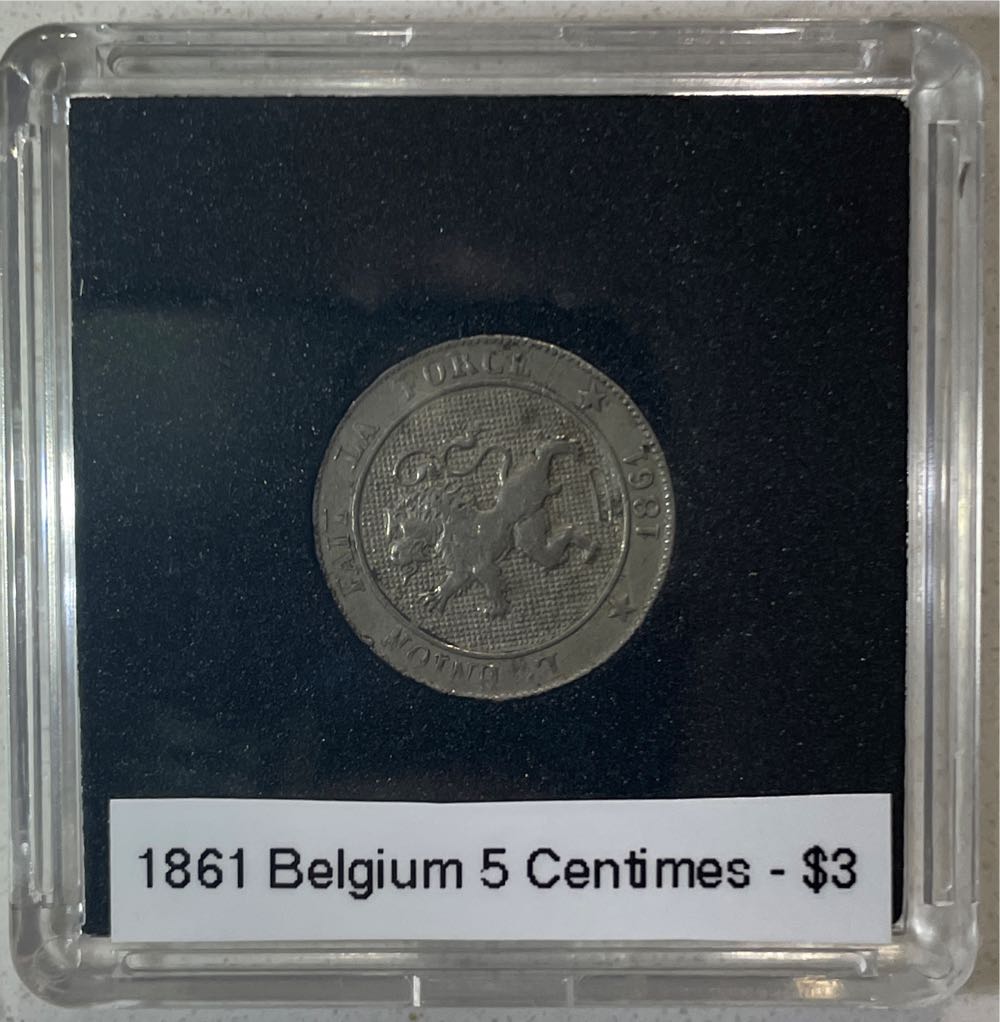 L'UNION FAIT LA FORCE
★ 1861 ★
1861 Belgium 5 Centimes - $3